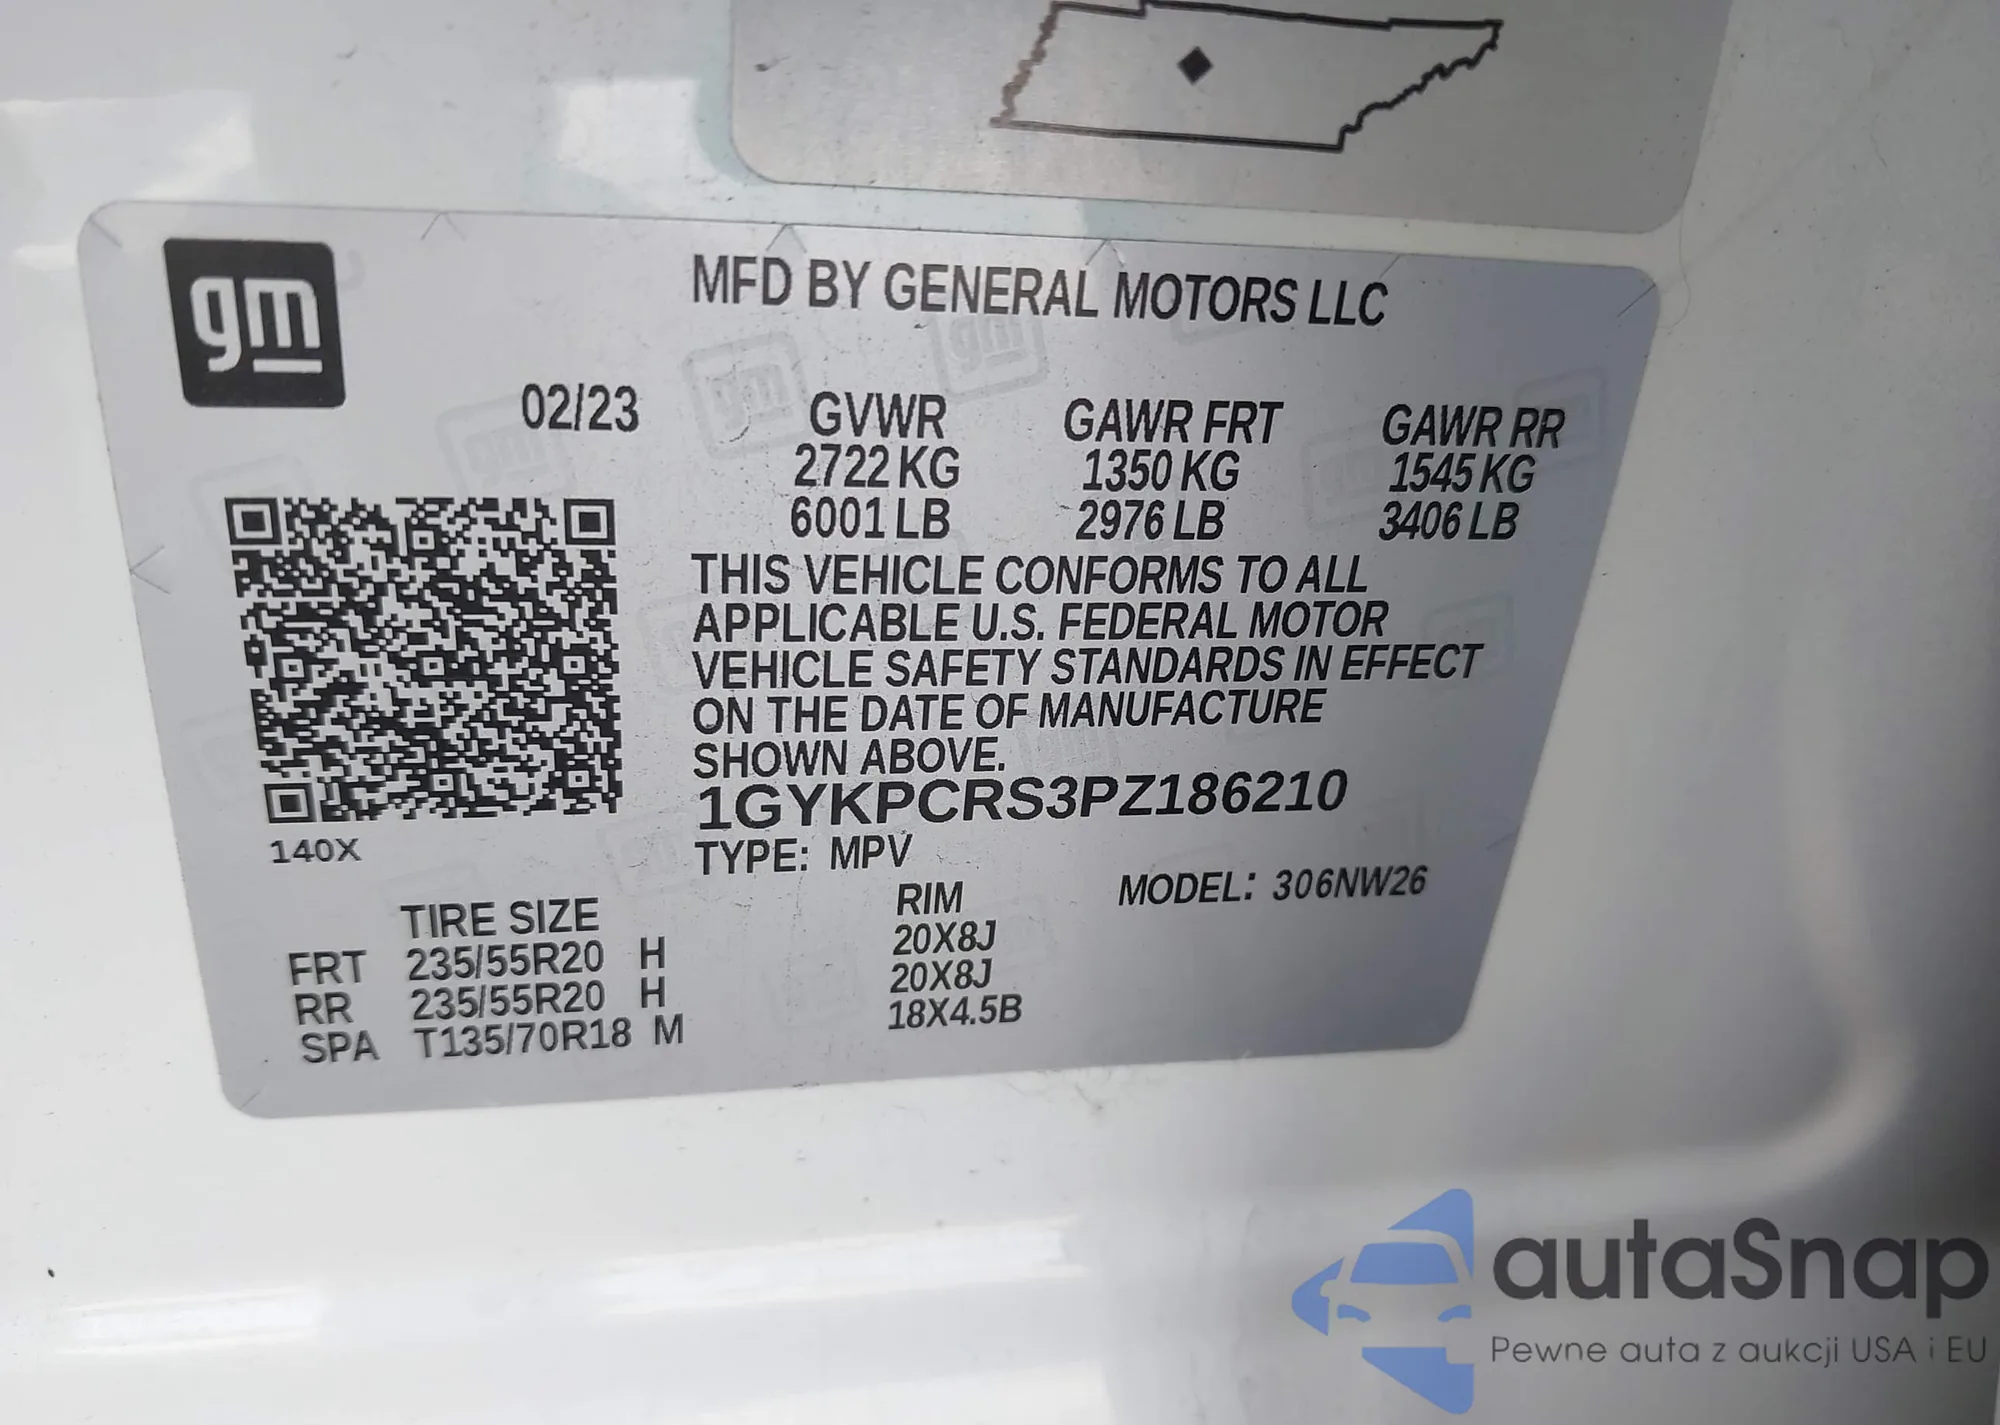 gm
MFD BY GENERAL MOTORS LLC
02/23 GVWR GAWR FRT GAWR RR
2722 KG 1350 KG 1545 KG
6001 LB 2976 LB 3406 LB
THIS VEHICLE CONFORMS TO ALL
APPLICABLE U.S. FEDERAL MOTOR
VEHICLE SAFETY STANDARDS IN EFFECT
ON THE DATE OF MANUFACTURE
SHOWN ABOVE.
1GYKPCRS3PZ186210
140X
TYPE: MPV MODEL: 306NW26
TIRE SIZE RIM
FRT 235/55R20 H 20X8J
RR 235/55R20 H 20X8J
SPA T135/70R18 M 18X4.5B
autaSnap
Pewne auta z aukcji USA i EU